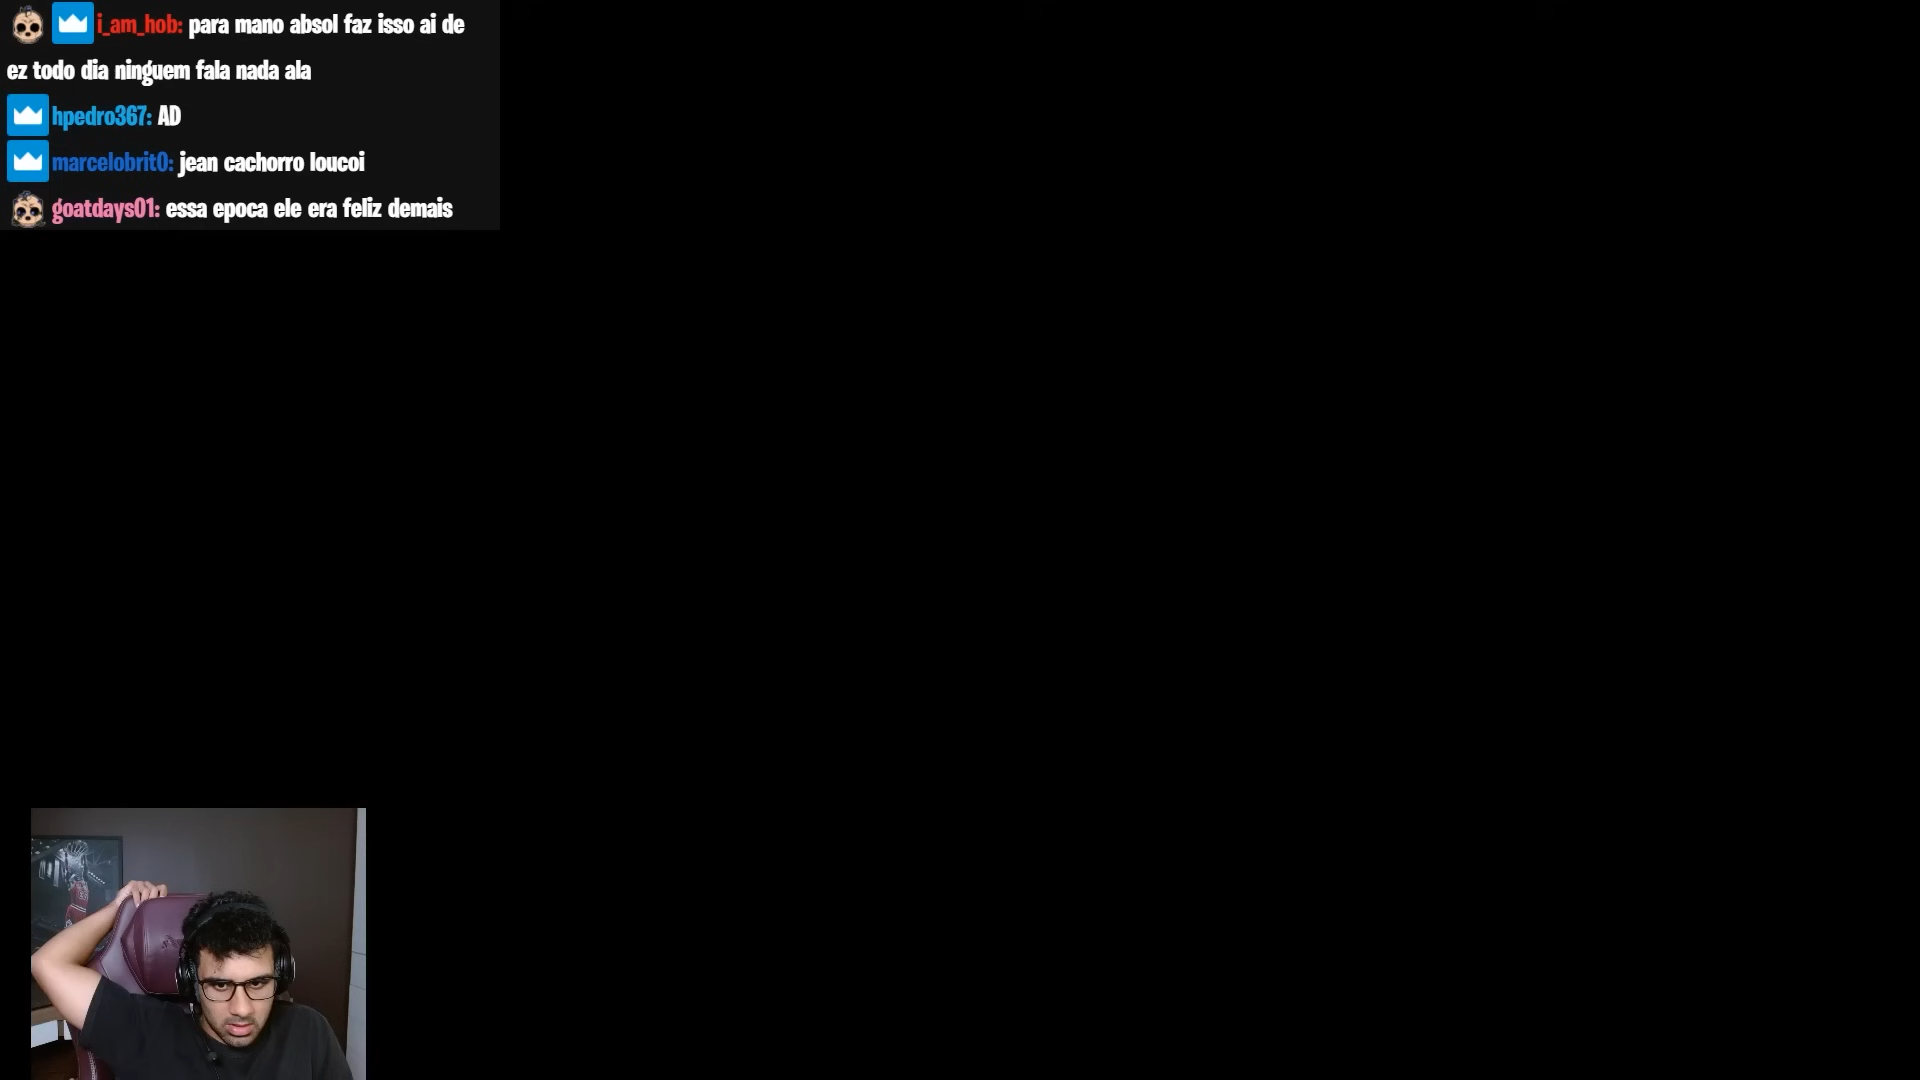 i_am_hob: para mano absol faz isso ai de
ez todo dia ninguem fala nada ala
hpedro367: AD
marcelobrit0: jean cachorro loucoi
goatdays01: essa epoca ele era feliz demais